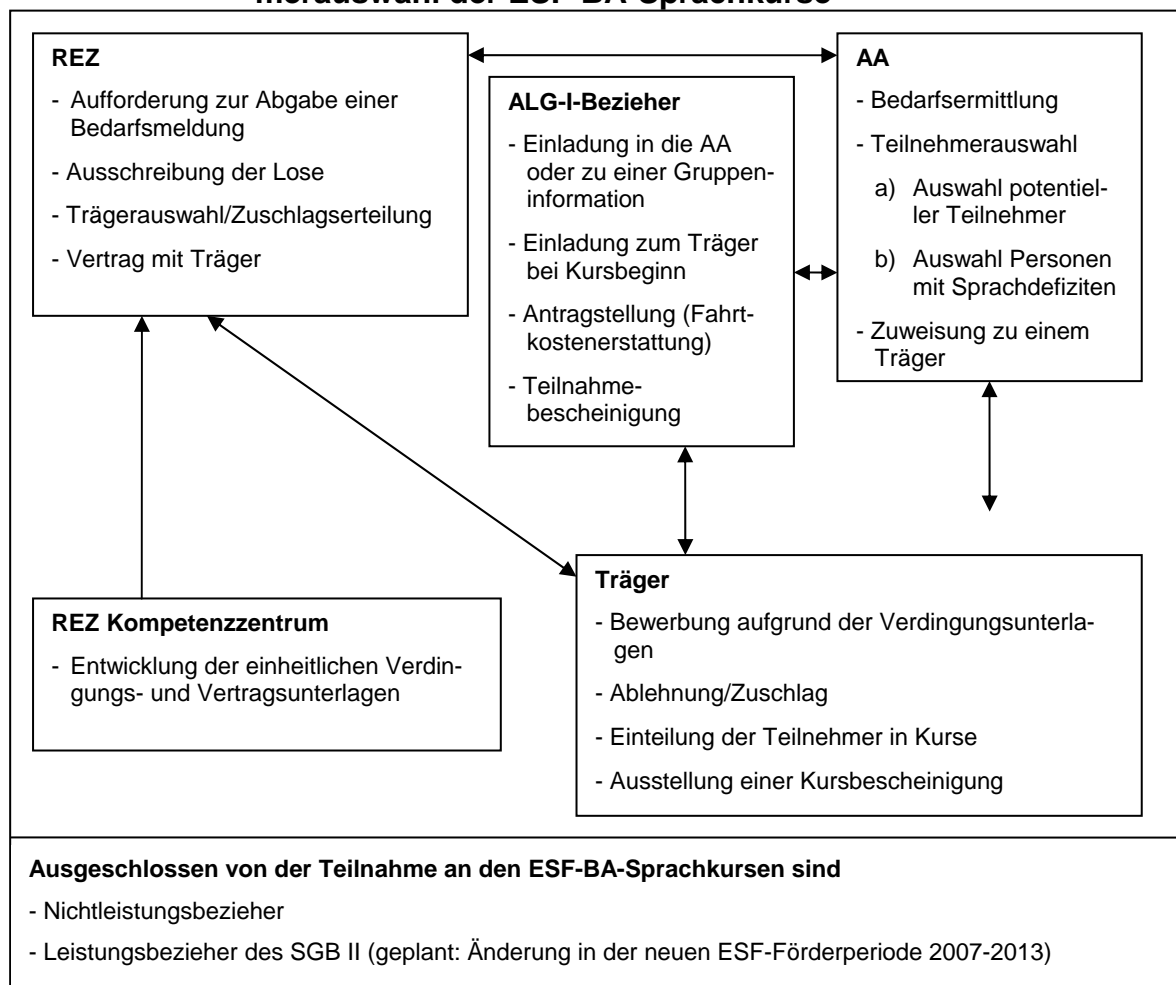 merauswahl der ESF-BA-Sprachkurse
REZ
- Aufforderung zur Abgabe einer
Bedarfsmeldung
- Ausschreibung der Lose
- Trägerauswahl/Zuschlagserteilung
- Vertrag mit Träger
ALG-I-Bezieher
- Einladung in die AA
oder zu einer Gruppen-
information
- Einladung zum Träger
bei Kursbeginn
- Antragstellung (Fahrt-
kostenerstattung)
- Teilnahme-
bescheinigung
AA
- Bedarfsermittlung
- Teilnehmerauswahl
a) Auswahl potentiel-
ler Teilnehmer
b) Auswahl Personen
mit Sprachdefiziten
- Zuweisung zu einem
Träger
REZ Kompetenzzentrum
- Entwicklung der einheitlichen Verdin-
gungs- und Vertragsunterlagen
Träger
- Bewerbung aufgrund der Verdingungsunterla-
gen
- Ablehnung/Zuschlag
- Einteilung der Teilnehmer in Kurse
- Ausstellung einer Kursbescheinigung
Ausgeschlossen von der Teilnahme an den ESF-BA-Sprachkursen sind
- Nichtleistungsbezieher
- Leistungsbezieher des SGB II (geplant: Änderung in der neuen ESF-Förderperiode 2007-2013)